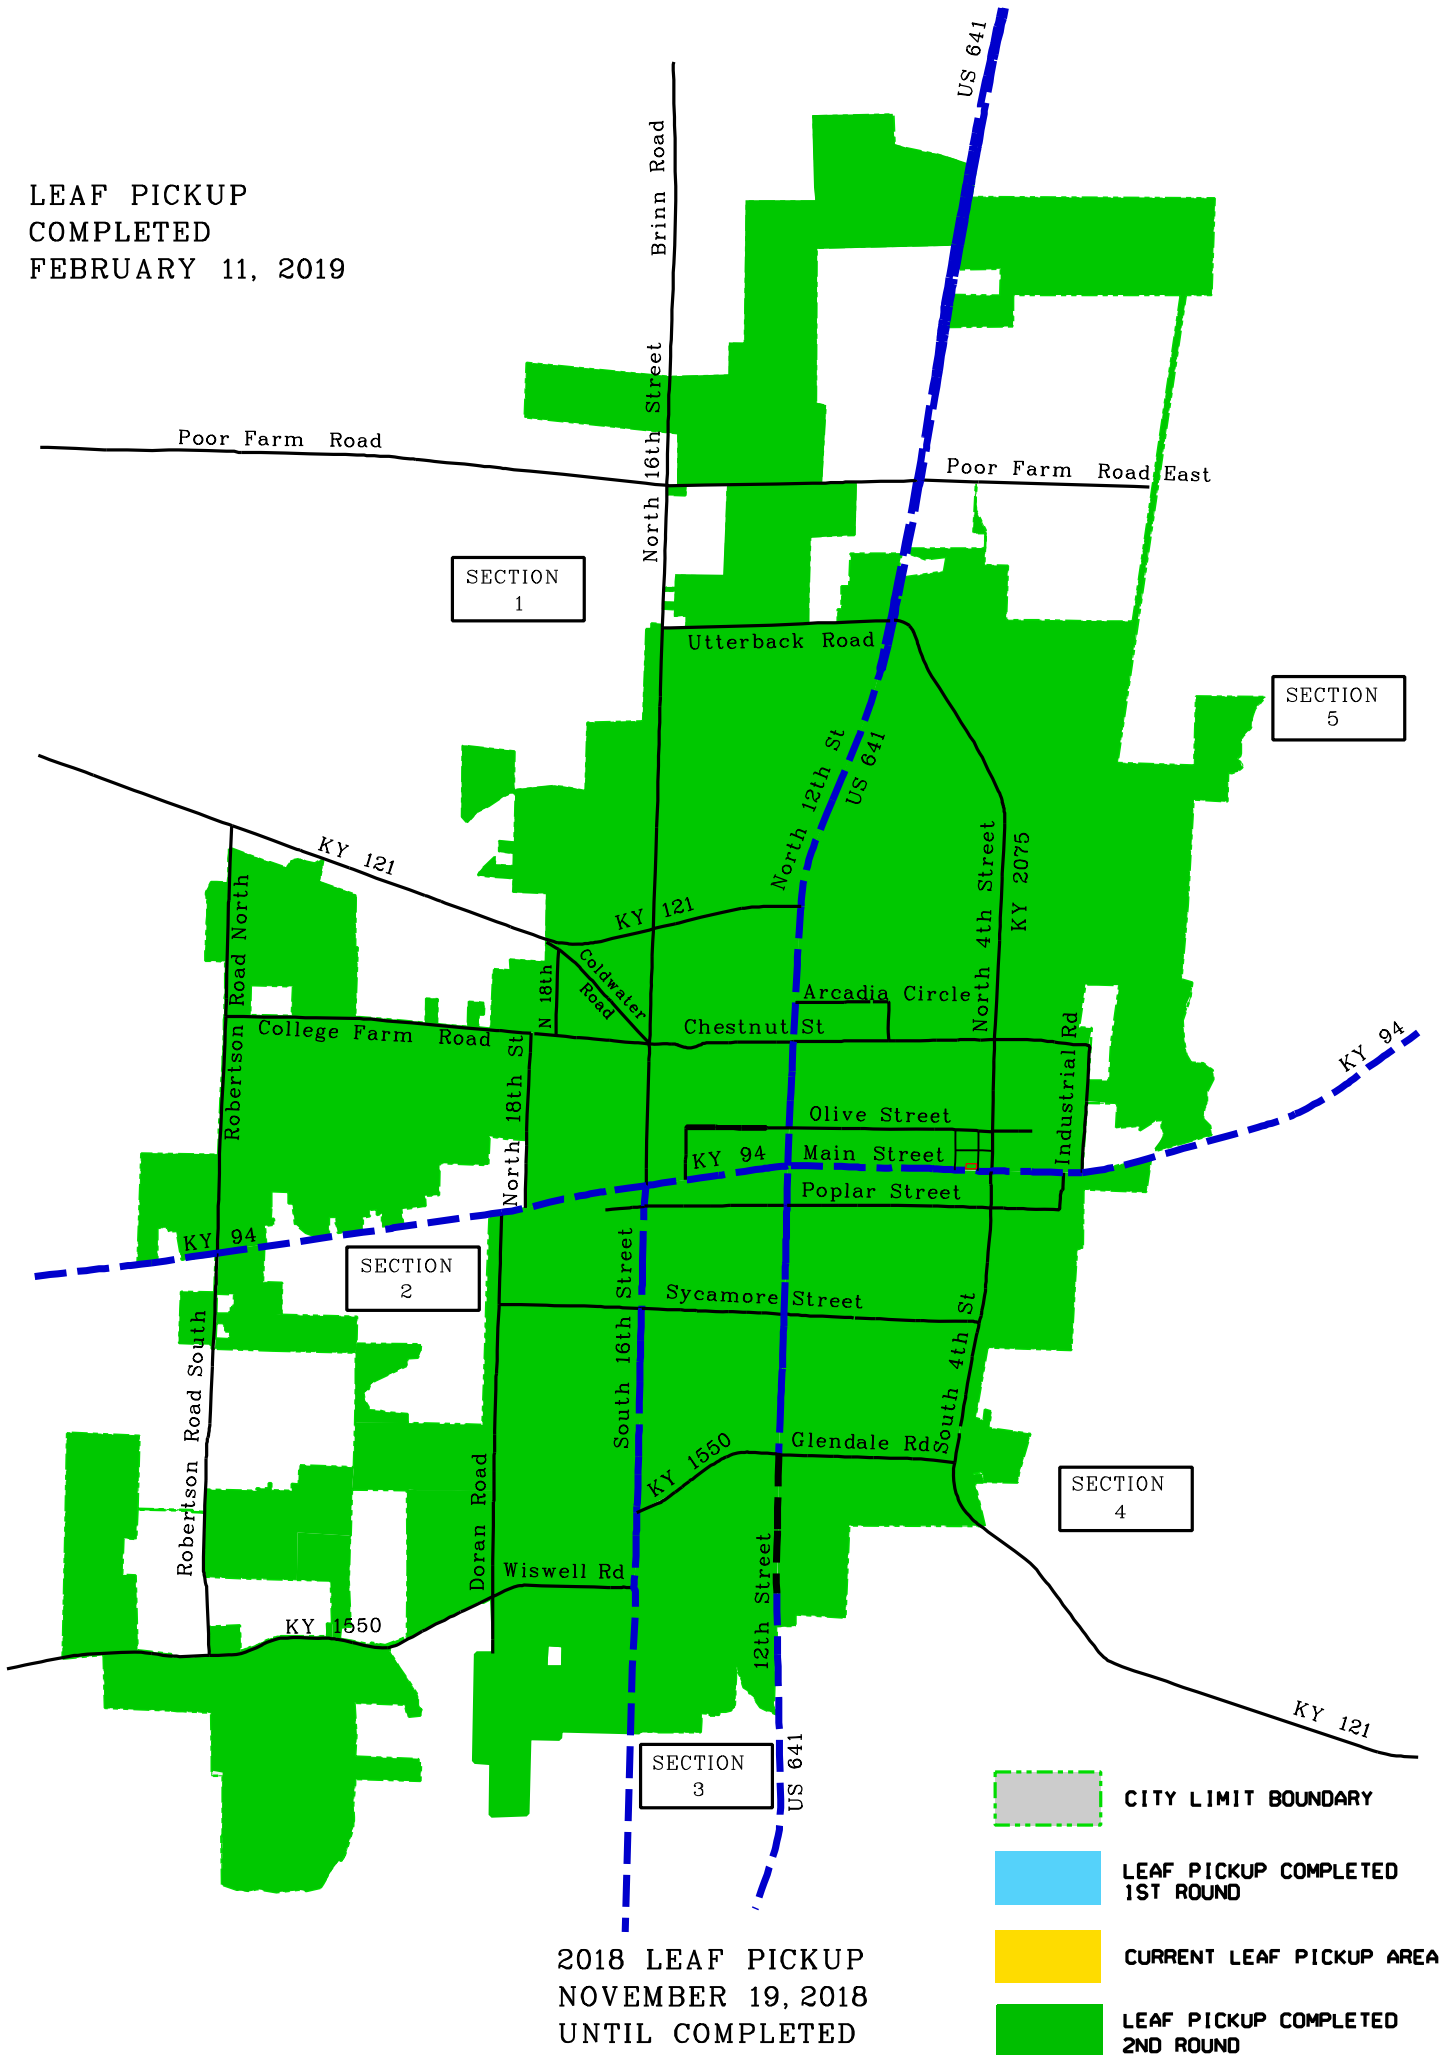 US 641
Brinn Road
LEAF PICKUP
COMPLETED
FEBRUARY 11, 2019
North 16th Street
Poor Farm Road
Poor Farm Road East
SECTION
1
Utterback Road
SECTION
5
North 12th St
US 641
KY 121
North 4th Street
KY 2075
Robertson Road North
KY 121
Coldwater
Road
N 18th
Arcadia Circle
Chestnut St
College Farm Road
North 18th St
Industrial Rd
KY 94
Olive Street
KY 94
Main Street
Poplar Street
KY 94
SECTION
2
South 16th Street
Sycamore Street
South 4th St
Robertson Road South
Glendale Rd
KY 1550
Doran Road
SECTION
4
Wiswell Rd
12th Street
KY 1550
KY 121
SECTION
3
US 641
CITY LIMIT BOUNDARY
LEAF PICKUP COMPLETED
1ST ROUND
CURRENT LEAF PICKUP AREA
LEAF PICKUP COMPLETED
2ND ROUND
2018 LEAF PICKUP
NOVEMBER 19, 2018
UNTIL COMPLETED